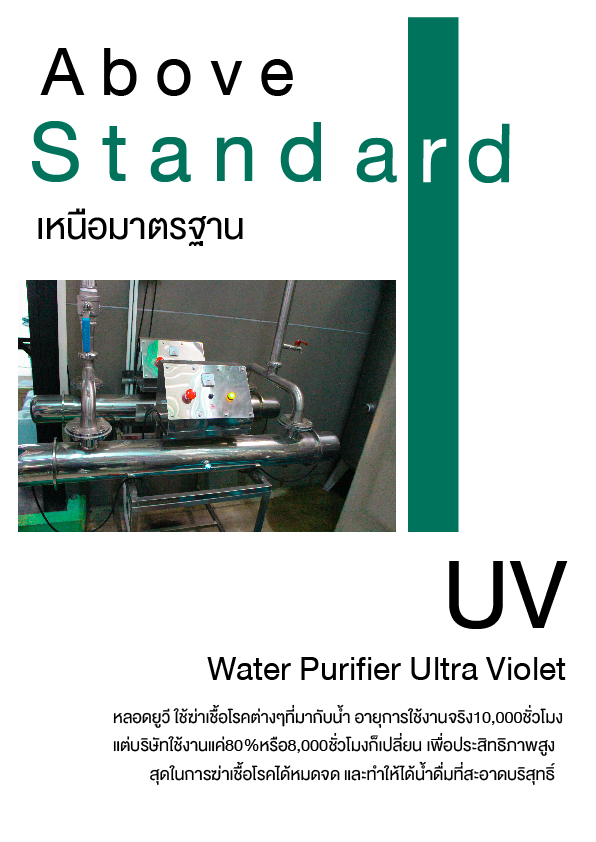 Above
Standard
เหนือมาตรฐาน
UV
Water Purifier Ultra Violet
หลอดยูวี ใช้ฆ่าเชื้อโรคต่างๆที่มากับน้ำ อายุการใช้งานจริง10,000ชั่วโมง
แต่บริษัทใช้งานแค่80%หรือ8,000ชั่วโมงก็เปลี่ยน เพื่อประสิทธิภาพสูง
สุดในการฆ่าเชื้อโรคได้หมดจด และทำให้ได้น้ำดื่มที่สะอาดบริสุทธิ์